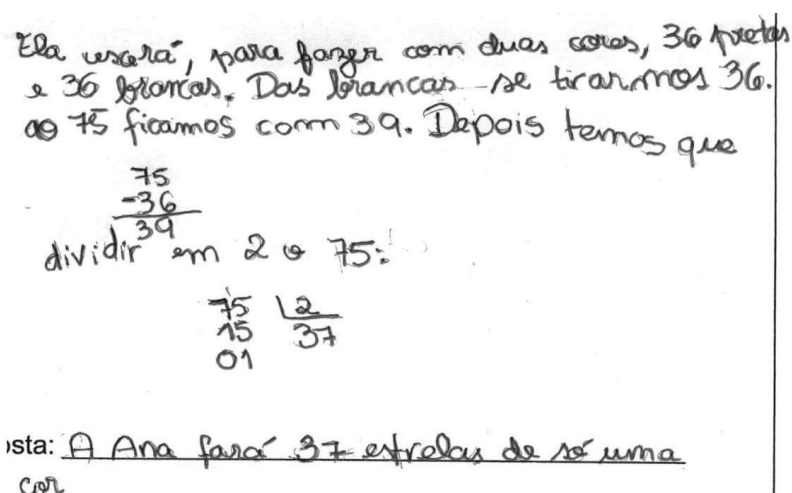 Ela usará, para fazer com duas cores, 36 pretas
e 36 brancas. Das brancas se tirarmos 36.
ao 75 ficamos com 39. Depois temos que
75
-36
39
dividir em 2 o 75:
75 2
15 37
01
osta: A Ana fará 37 estrelas de só uma
cor